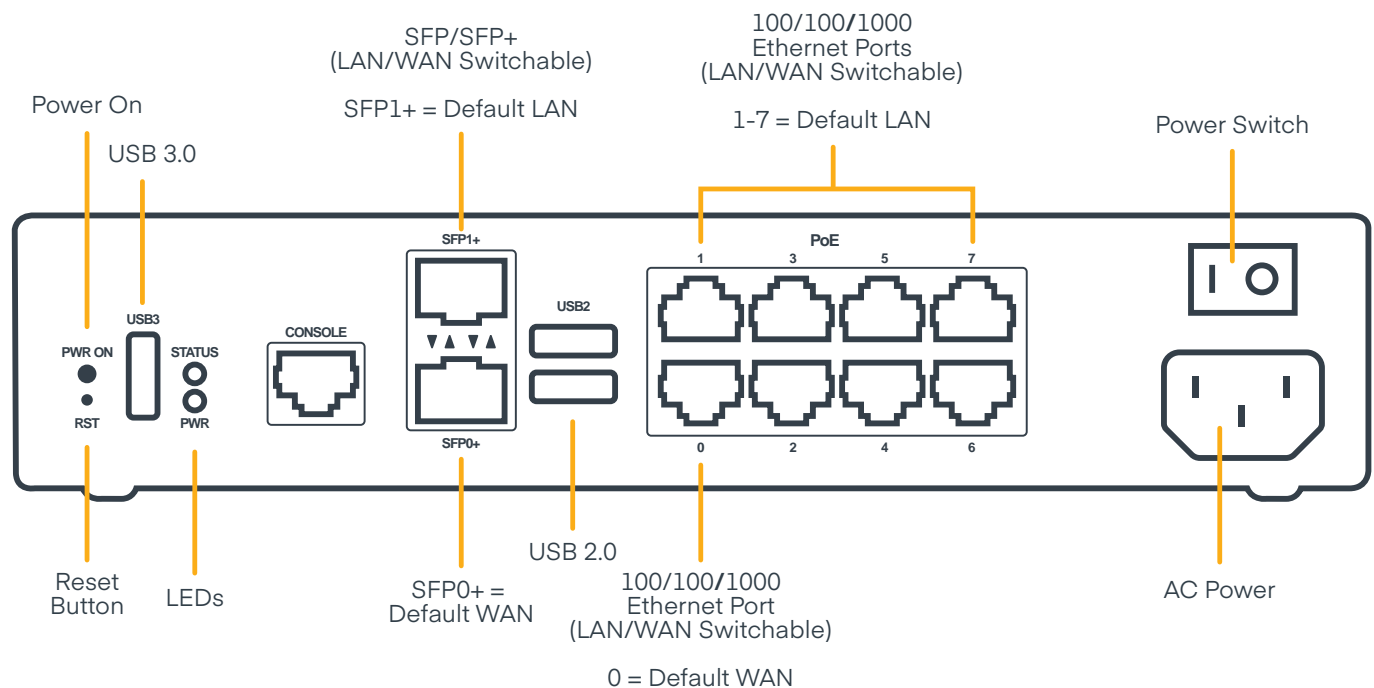 SFP/SFP+
(LAN/WAN Switchable)
SFP1+ = Default LAN
100/100/1000
Ethernet Ports
(LAN/WAN Switchable)
1-7 = Default LAN
Power On
USB 3.0
Power Switch
SFP1+
PoE
1 3 5 7
USB3
USB2
CONSOLE
PWR ON
STATUS
RST
PWR
SFP0+
0 2 4 6
USB 2.0
Reset
Button
LEDs
SFP0+ =
Default WAN
100/100/1000
Ethernet Port
(LAN/WAN Switchable)
0 = Default WAN
AC Power